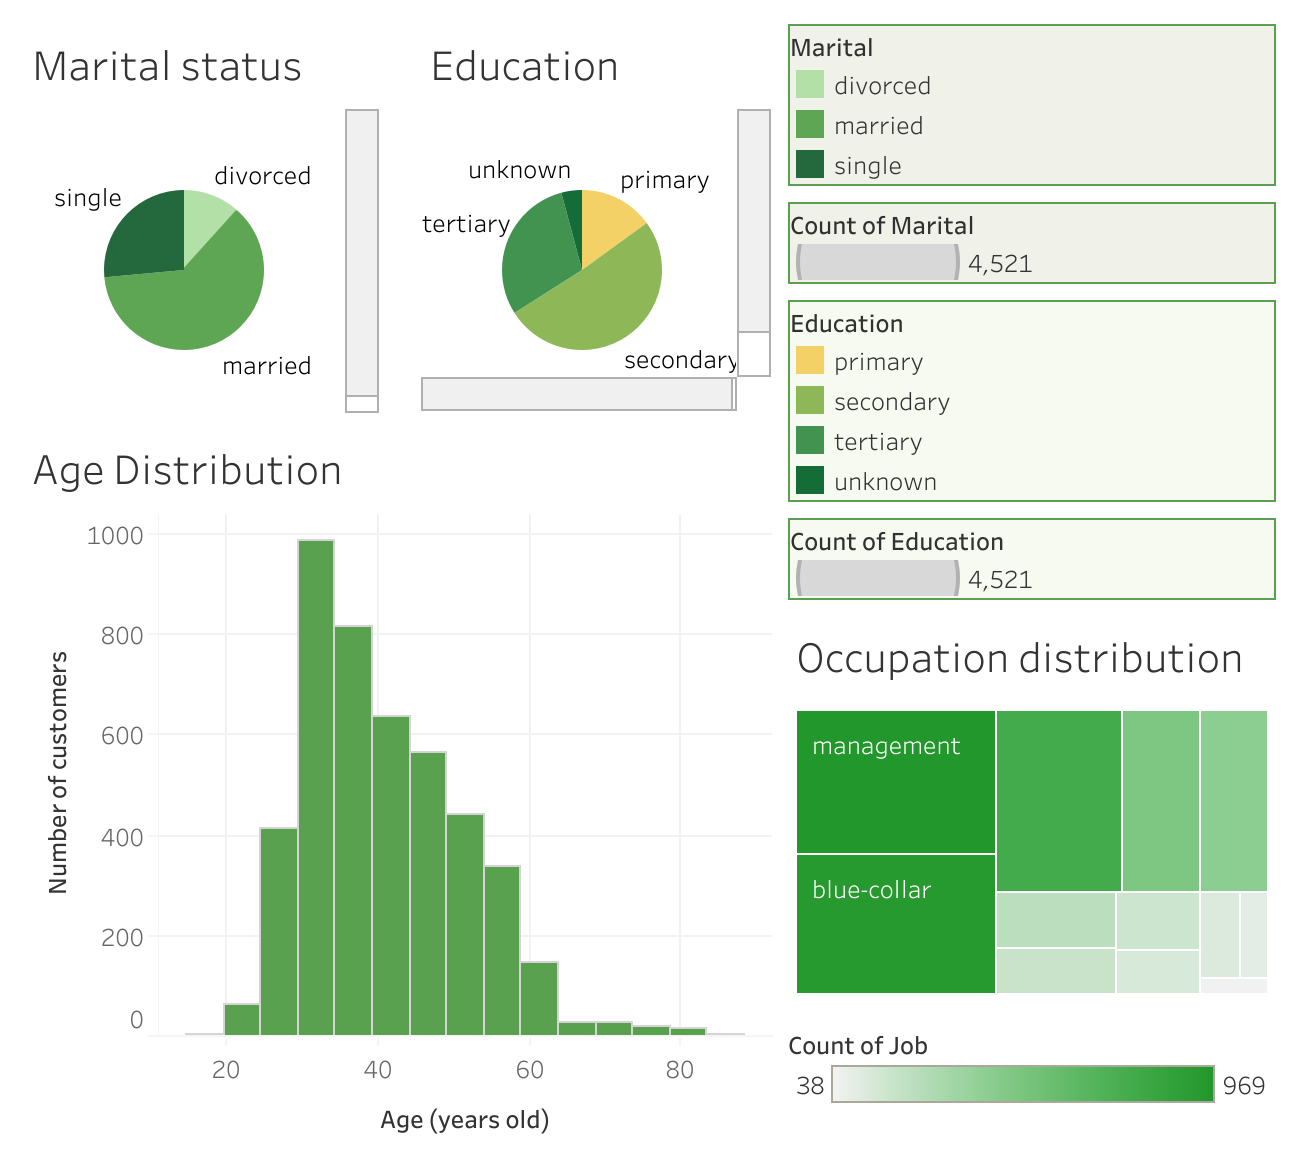 Marital status
single
divorced
married
Education
unknown
primary
tertiary
secondary
Marital
divorced
married
single
Count of Marital
4,521
Education
primary
secondary
tertiary
unknown
Count of Education
4,521
Age Distribution
Number of customers
1000
800
600
400
200
0
20
40
60
80
Age (years old)
Occupation distribution
management
blue-collar
Count of Job
38
969